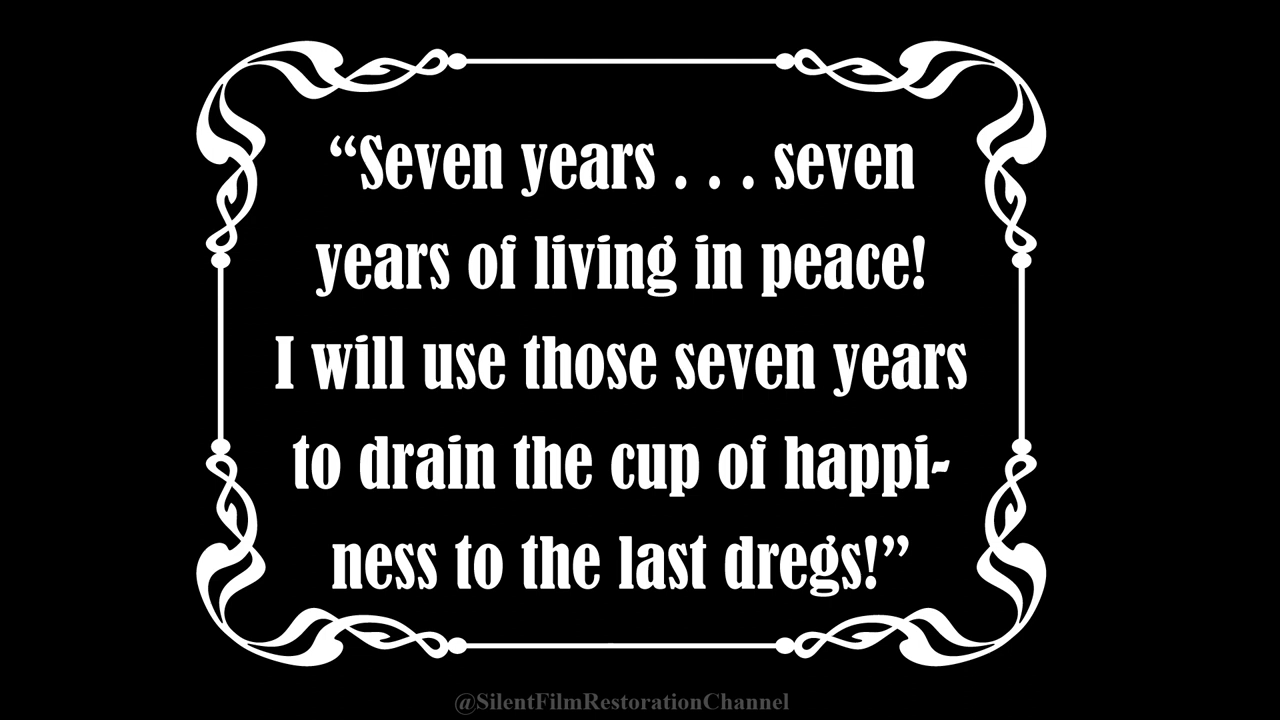 “Seven years . . . seven
years of living in peace!
I will use those seven years
to drain the cup of happi-
ness to the last dregs!”
@SilentFilmRestorationChannel